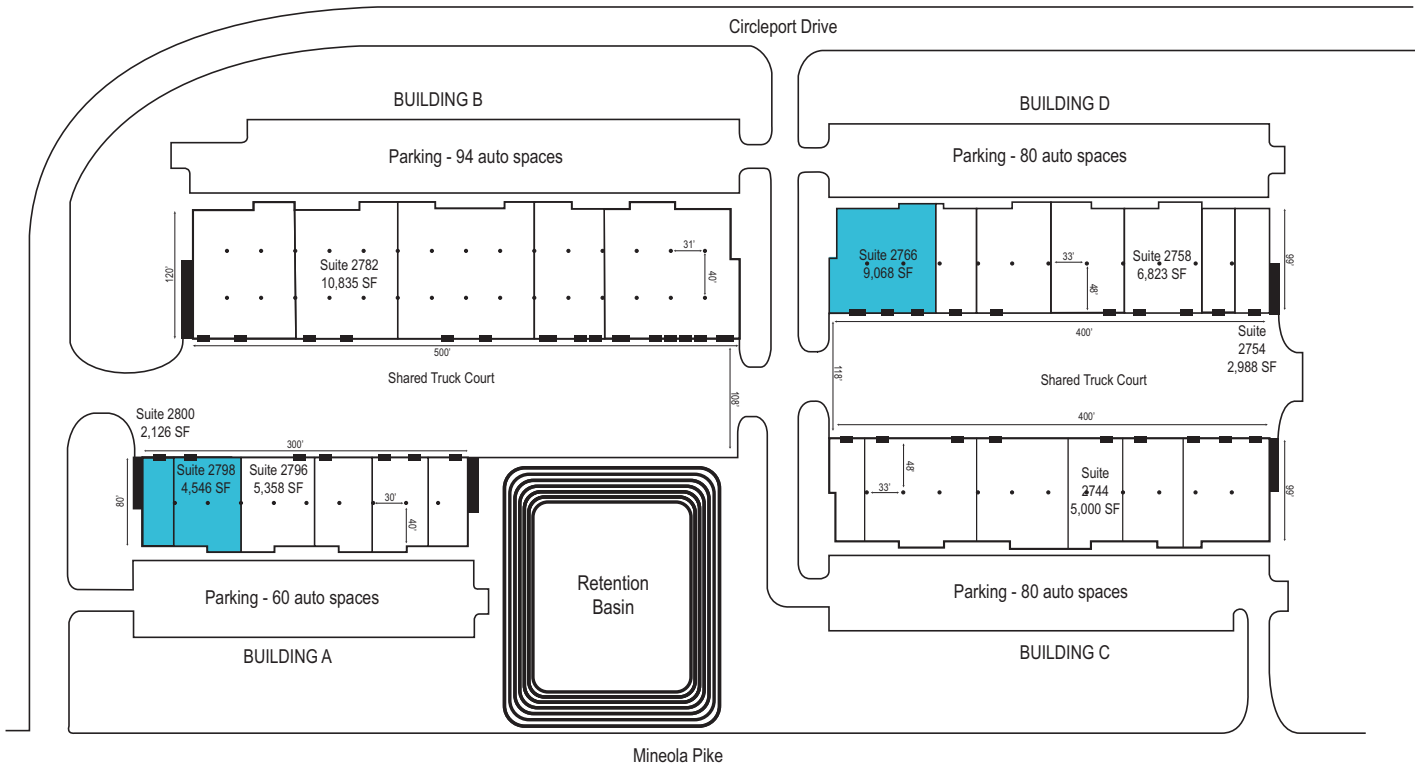 Circleport Drive
BUILDING B
BUILDING D
Parking - 94 auto spaces
Parking - 80 auto spaces
120'
Suite 2782
10,835 SF
31'
40'
500'
Shared Truck Court
108'
Suite 2766
9,068 SF
33'
48'
Suite 2758
6,823 SF
99'
400'
Suite
2754
2,988 SF
118'
Shared Truck Court
400'
Suite 2800
2,126 SF
300'
80'
Suite 2798
4,546 SF
Suite 2796
5,358 SF
30'
40'
48'
33'
Suite
2744
5,000 SF
99'
Parking - 60 auto spaces
BUILDING A
Retention
Basin
Parking - 80 auto spaces
BUILDING C
Mineola Pike